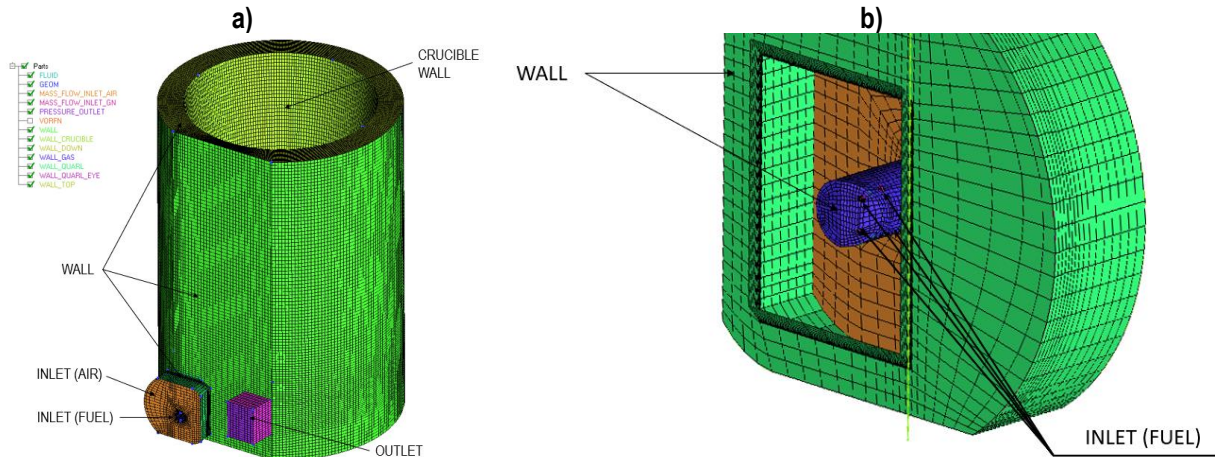 a)
b)
Parts
FLUID
GEOM
MASS_FLOW_INLET_AIR
MASS_FLOW_INLET_GN
PRESSURE_OUTLET
VORFN
WALL
WALL_CRUCIBLE
WALL_DOWN
WALL_GAS
WALL_QUARL
WALL_QUARL_EYE
WALL_TOP
CRUCIBLE
WALL
WALL
INLET (AIR)
INLET (FUEL)
OUTLET
WALL
INLET (FUEL)